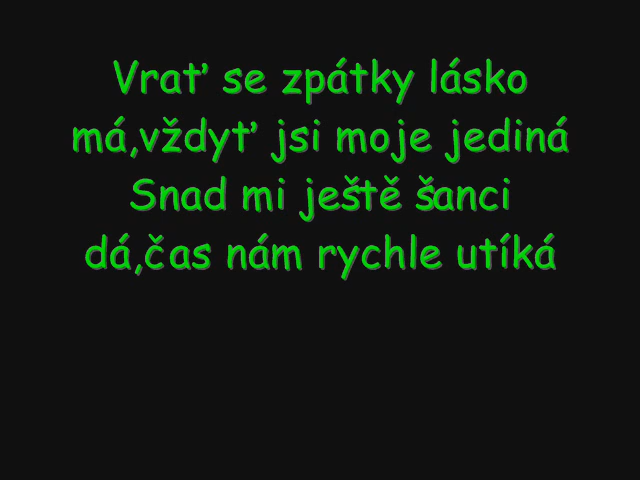 Vrať se zpátky lásko
má,vždyť jsi moje jediná
Snad mi ještě šanci
dá,čas nám rychle utíká